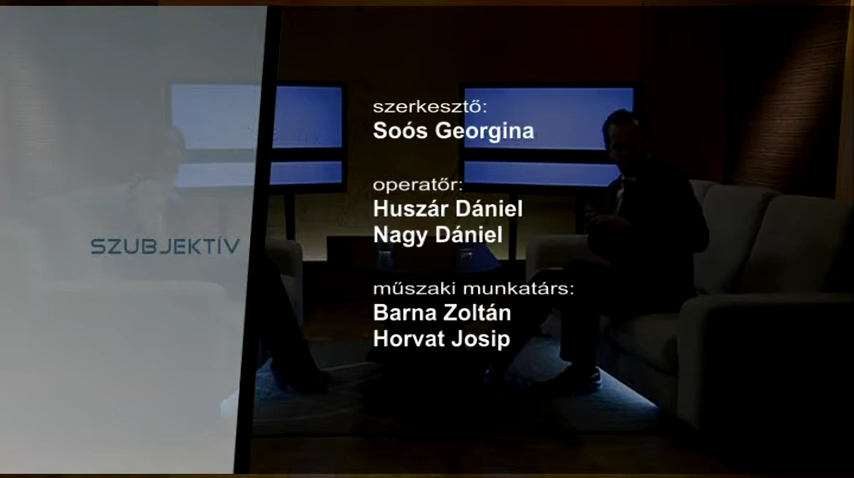 SZUBJEKTÍV
szerkesztő:
Soós Georgina
operatőr:
Huszár Dániel
Nagy Dániel
műszaki munkatárs:
Barna Zoltán
Horvat Josip